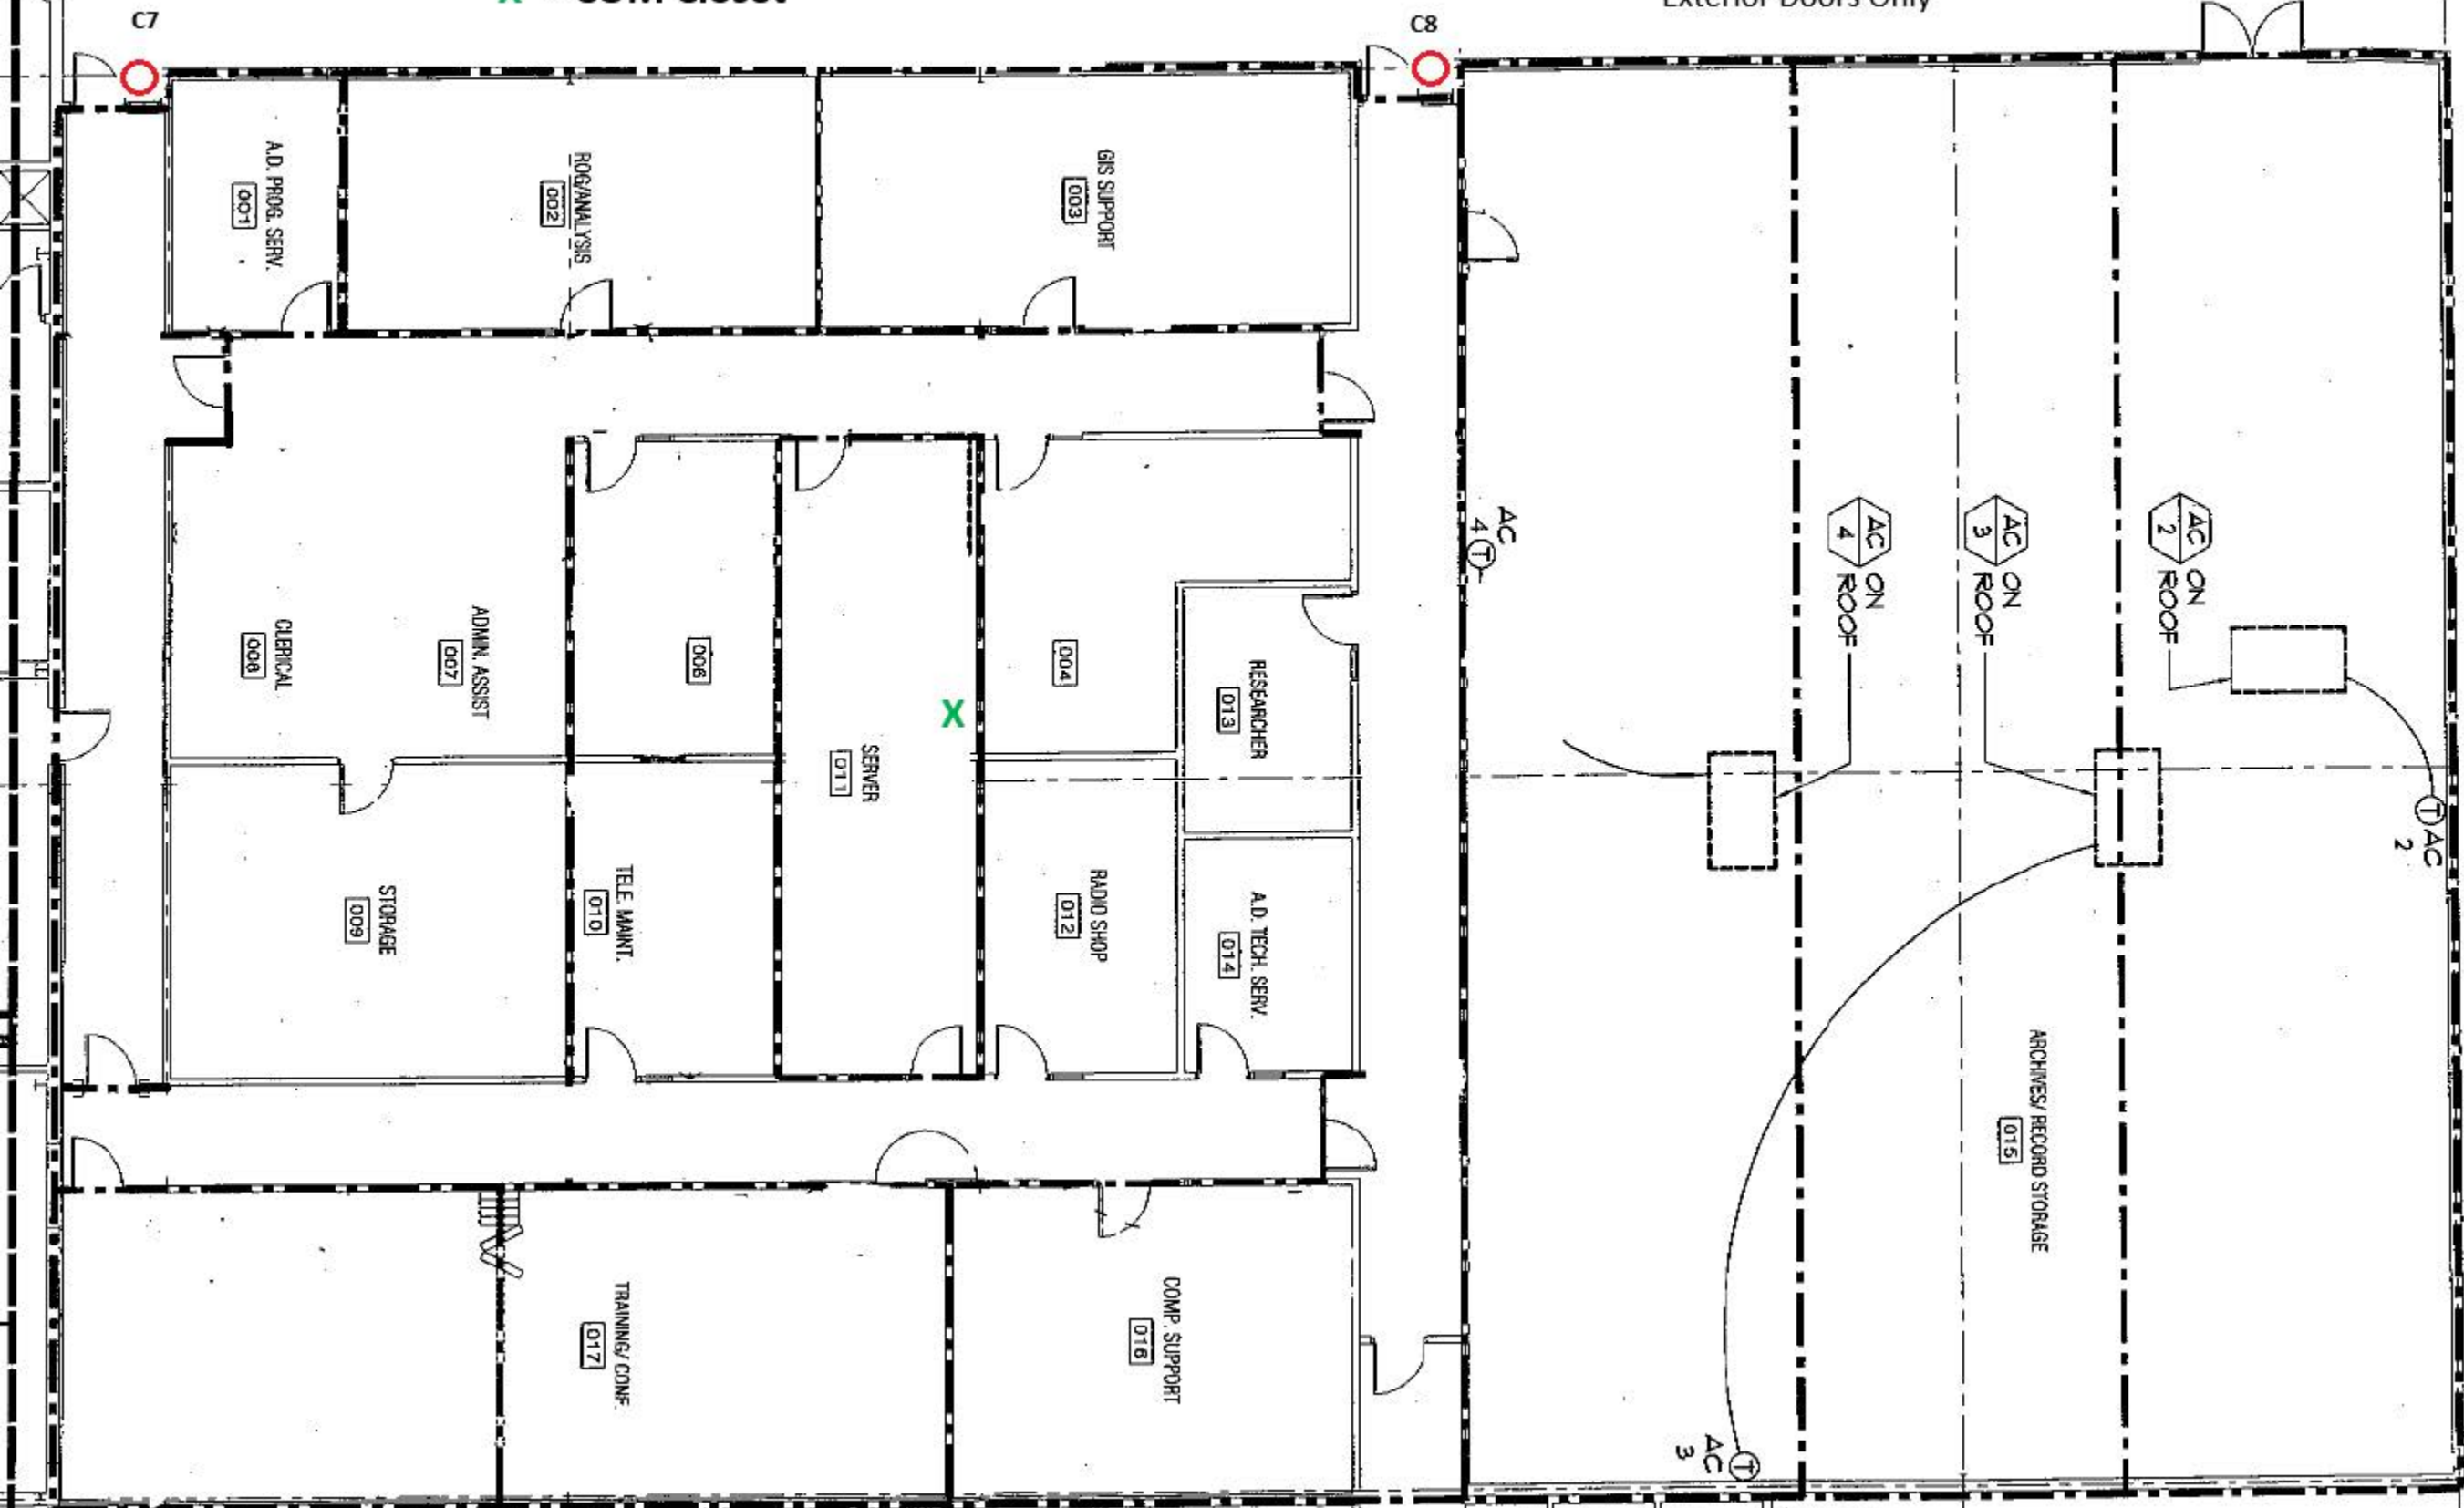 X
C7
C8
Exterior Doors Only
A.D. PROG. SERV.
001
ROG/ANALYSIS
002
GIS SUPPORT
003
AC
4 T
AC
4
ON
ROOF
AC
3
ON
ROOF
AC
2
ON
ROOF
CLERICAL
008
ADMIN. ASSIST
007
006
X
SERVER
011
004
RESEARCHER
013
T AC
2
STORAGE
009
TELE. MAINT.
010
RADIO SHOP
012
A.D. TECH. SERV.
014
ARCHIVES/ RECORD STORAGE
015
TRAINING/ CONF.
017
COMP. SUPPORT
016
AC
3
T